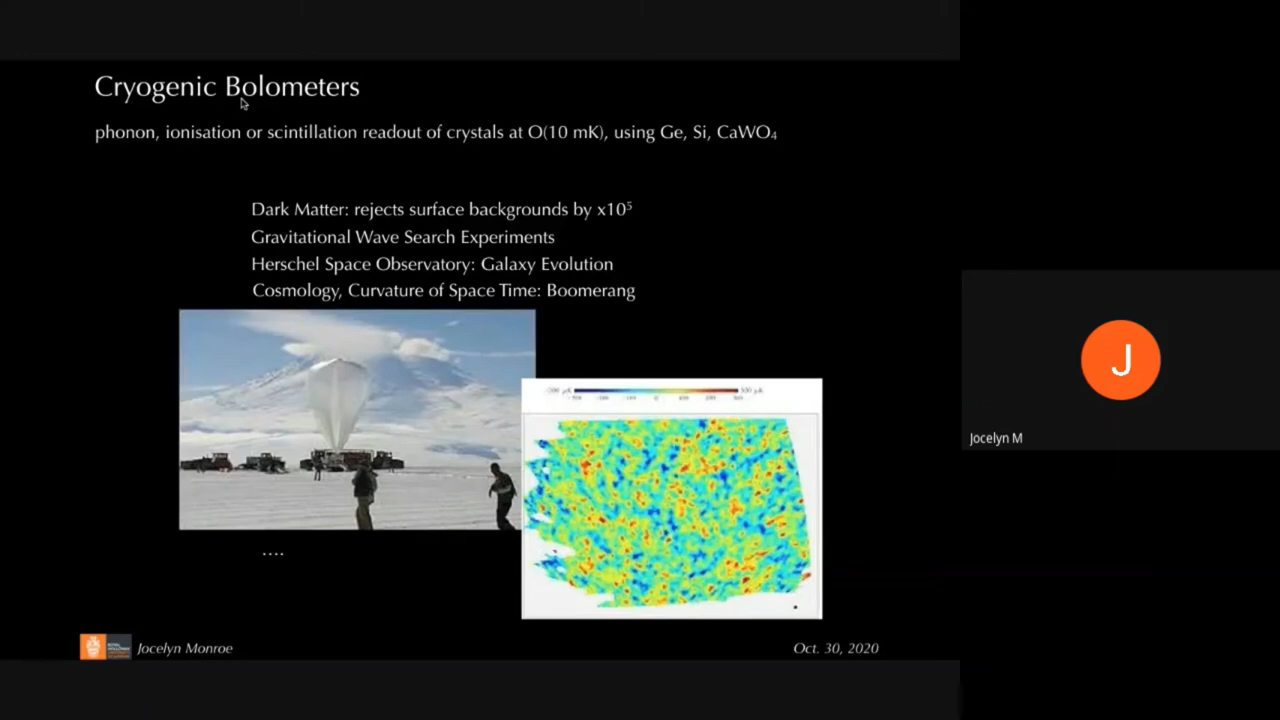 Cryogenic Bolometers
phonon, ionisation or scintillation readout of crystals at O(10 mK), using Ge, Si, CaWO₄
Dark Matter: rejects surface backgrounds by x10⁵
Gravitational Wave Search Experiments
Herschel Space Observatory: Galaxy Evolution
Cosmology, Curvature of Space Time: Boomerang
....
Jocelyn Monroe
Oct. 30, 2020
J
Jocelyn M